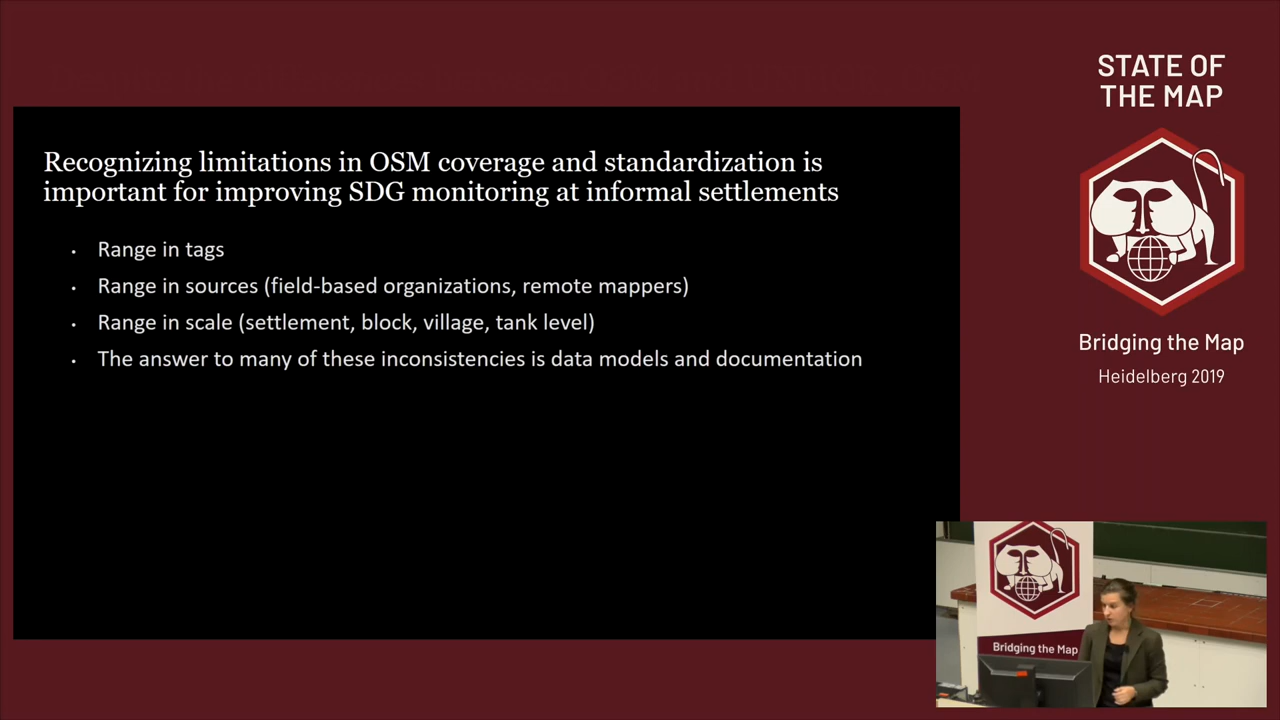 STATE OF
THE MAP
Recognizing limitations in OSM coverage and standardization is
important for improving SDG monitoring at informal settlements
· Range in tags
· Range in sources (field-based organizations, remote mappers)
· Range in scale (settlement, block, village, tank level)
· The answer to many of these inconsistencies is data models and documentation
Bridging the Map
Heidelberg 2019
Bridging the Map